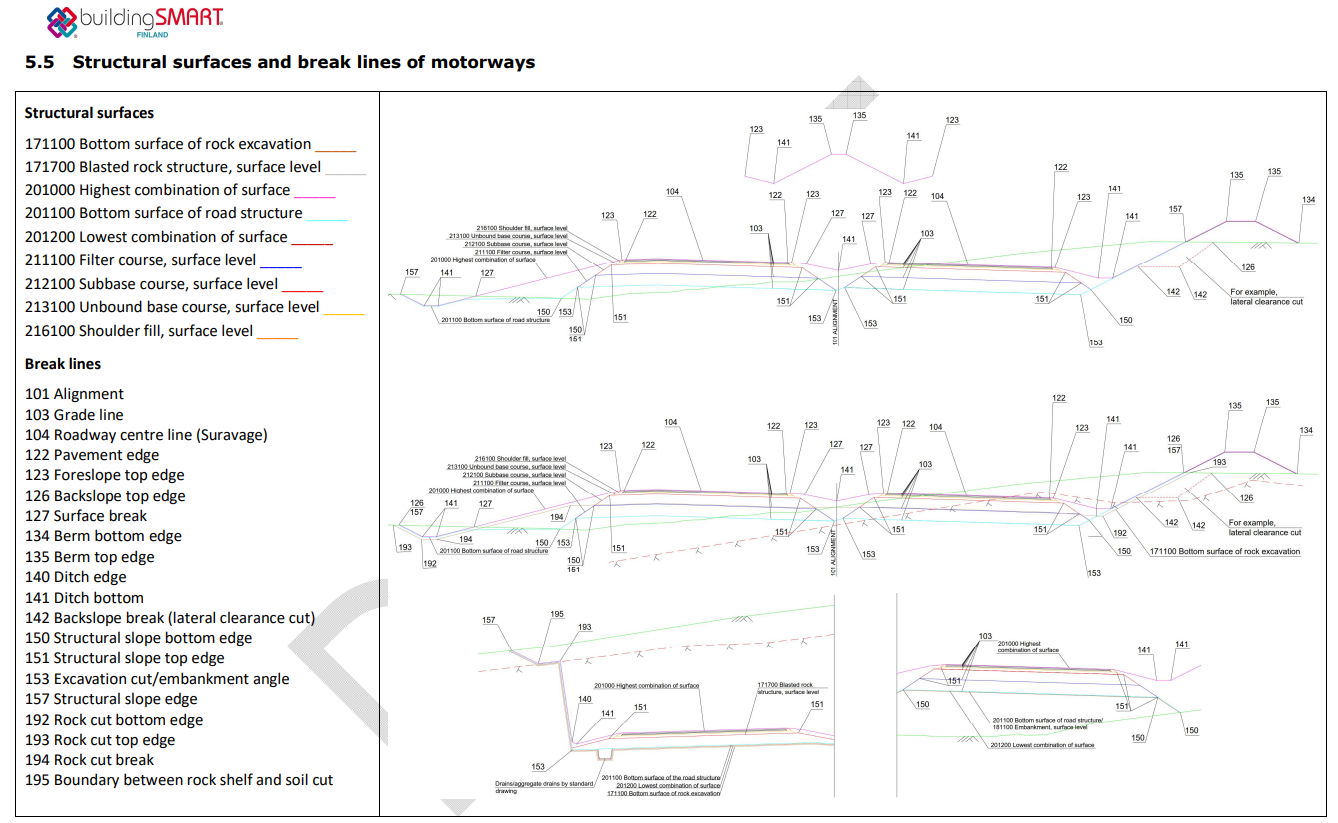 buildingSMART
FINLAND
5.5 Structural surfaces and break lines of motorways
Structural surfaces
171100 Bottom surface of rock excavation
171700 Blasted rock structure, surface level
201000 Highest combination of surface
201100 Bottom surface of road structure
201200 Lowest combination of surface
211100 Filter course, surface level
212100 Subbase course, surface level
213100 Unbound base course, surface level
216100 Shoulder fill, surface level
Break lines
101 Alignment
103 Grade line
104 Roadway centre line (Suravage)
122 Pavement edge
123 Foreslope top edge
126 Backslope top edge
127 Surface break
134 Berm bottom edge
135 Berm top edge
140 Ditch edge
141 Ditch bottom
142 Backslope break (lateral clearance cut)
150 Structural slope bottom edge
151 Structural slope top edge
153 Excavation cut/embankment angle
157 Structural slope edge
192 Rock cut bottom edge
193 Rock cut top edge
194 Rock cut break
195 Boundary between rock shelf and soil cut
123
141
135
135
141
123
157
141
127
216100 Shoulder fill, surface level
213100 Unbound base course, surface level
212100 Subbase course, surface level
211100 Filter course, surface level
201000 Highest combination of surface
201100 Bottom surface of road structure
123
122
104
103
122
123
127
141
127
123
122
104
103
122
123
141
141
157
135
135
134
126
142
142
For example,
lateral clearance cut
150
153
150
151
151
151
153
101 ALIGNMENT
153
151
151
150
153
126
157
141
127
194
194
193
192
216100 Shoulder fill, surface level
213100 Unbound base course, surface level
212100 Subbase course, surface level
211100 Filter course, surface level
201000 Highest combination of surface
201100 Bottom surface of road structure
123
122
104
103
122
123
127
141
127
123
122
104
103
122
123
141
141
126
157
135
135
134
193
126
142
142
For example,
lateral clearance cut
192
150
171100 Bottom surface of rock excavation
153
150
153
150
151
151
151
153
101 ALIGNMENT
153
151
151
157
195
193
201000 Highest combination of surface
171700 Blasted rock
structure, surface level
140
141
151
151
153
Drains/aggregate drains by standard
drawing
201100 Bottom surface of the road structure
201200 Lowest combination of surface
171100 Bottom surface of rock excavation
103
201000 Highest
combination of surface
141
141
151
151
150
150
150
201100 Bottom surface of road structure/
181100 Embankment, surface level
201200 Lowest combination of surface